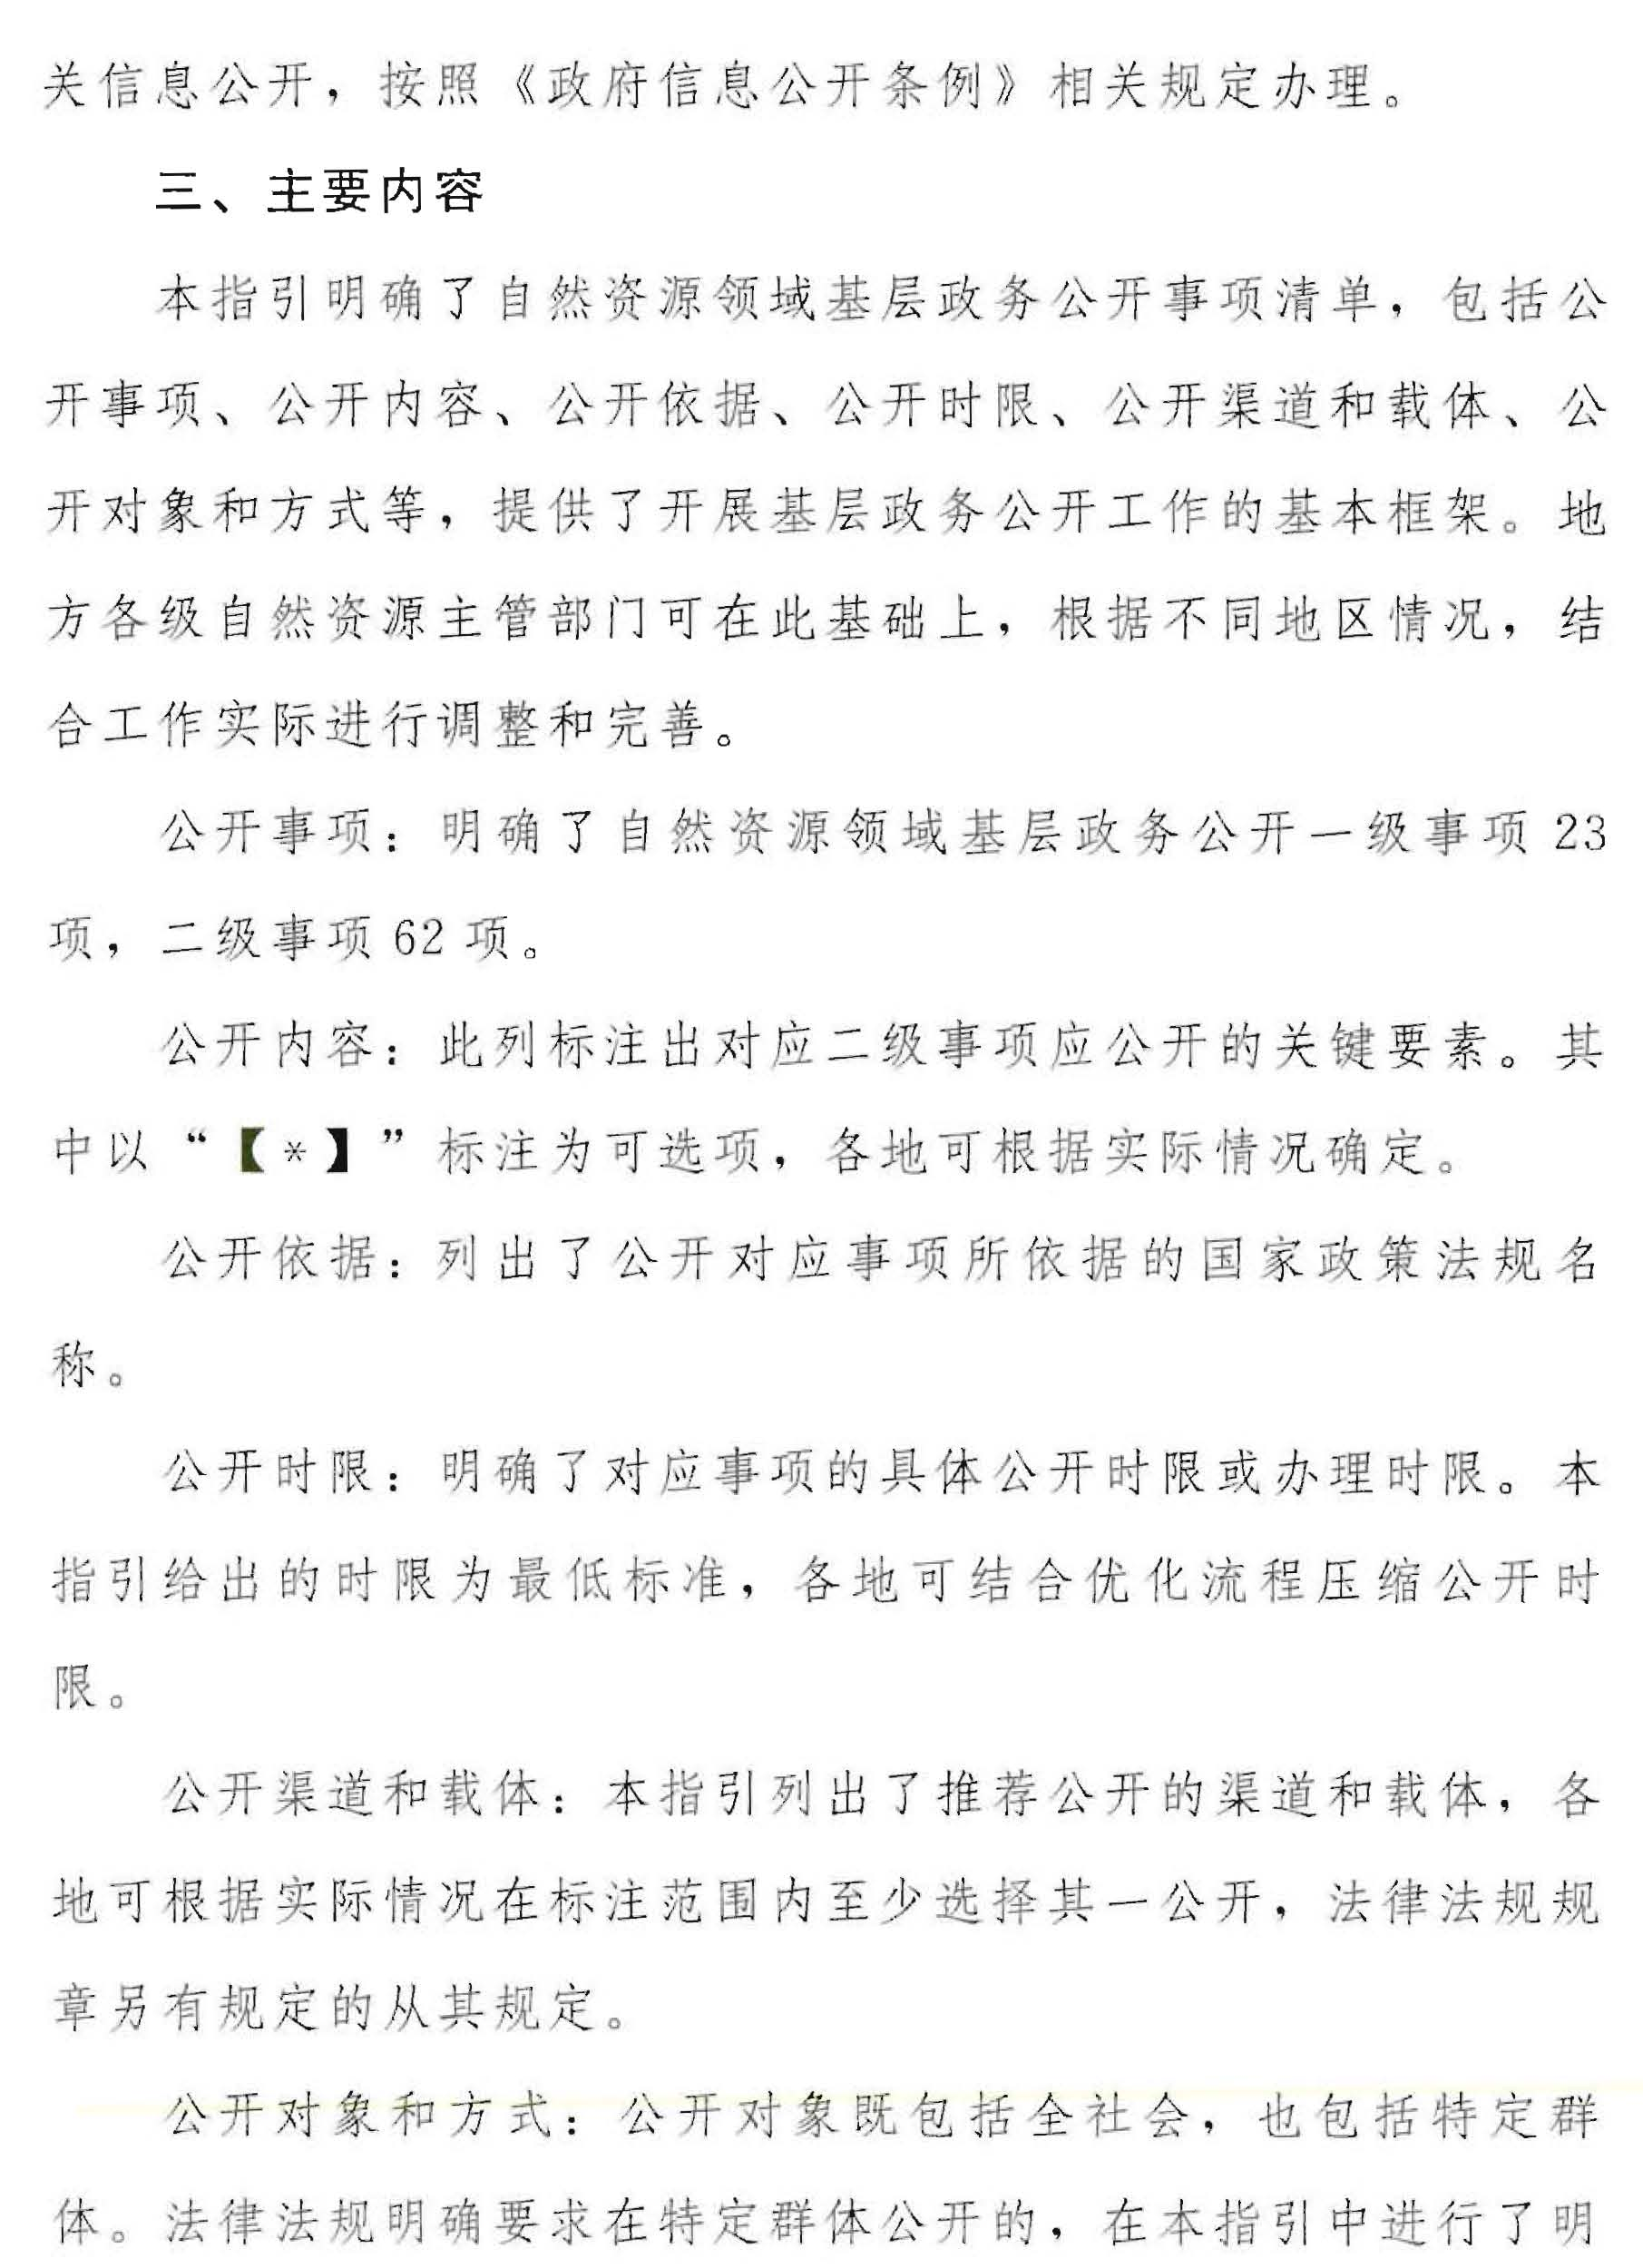 关信息公开，按照《政府信息公开条例》相关规定办理。
三、主要内容
本指引明确了自然资源领域基层政务公开事项清单，包括公
开事项、公开内容、公开依据、公开时限、公开渠道和载体、公
开对象和方式等，提供了开展基层政务公开工作的基本框架。地
方各级自然资源主管部门可在此基础上，根据不同地区情况，结
合工作实际进行调整和完善。
公开事项：明确了自然资源领域基层政务公开一级事项 23
项，二级事项 62 项。
公开内容：此列标注出对应二级事项应公开的关键要素。其
中以“【*】”标注为可选项，各地可根据实际情况确定。
公开依据：列出了公开对应事项所依据的国家政策法规名
称。
公开时限：明确了对应事项的具体公开时限或办理时限。本
指引给出的时限为最低标准，各地可结合优化流程压缩公开时
限。
公开渠道和载体：本指引列出了推荐公开的渠道和载体，各
地可根据实际情况在标注范围内至少选择其一公开，法律法规规
章另有规定的从其规定。
公开对象和方式：公开对象既包括全社会，也包括特定群
体。法律法规明确要求在特定群体公开的，在本指引中进行了明